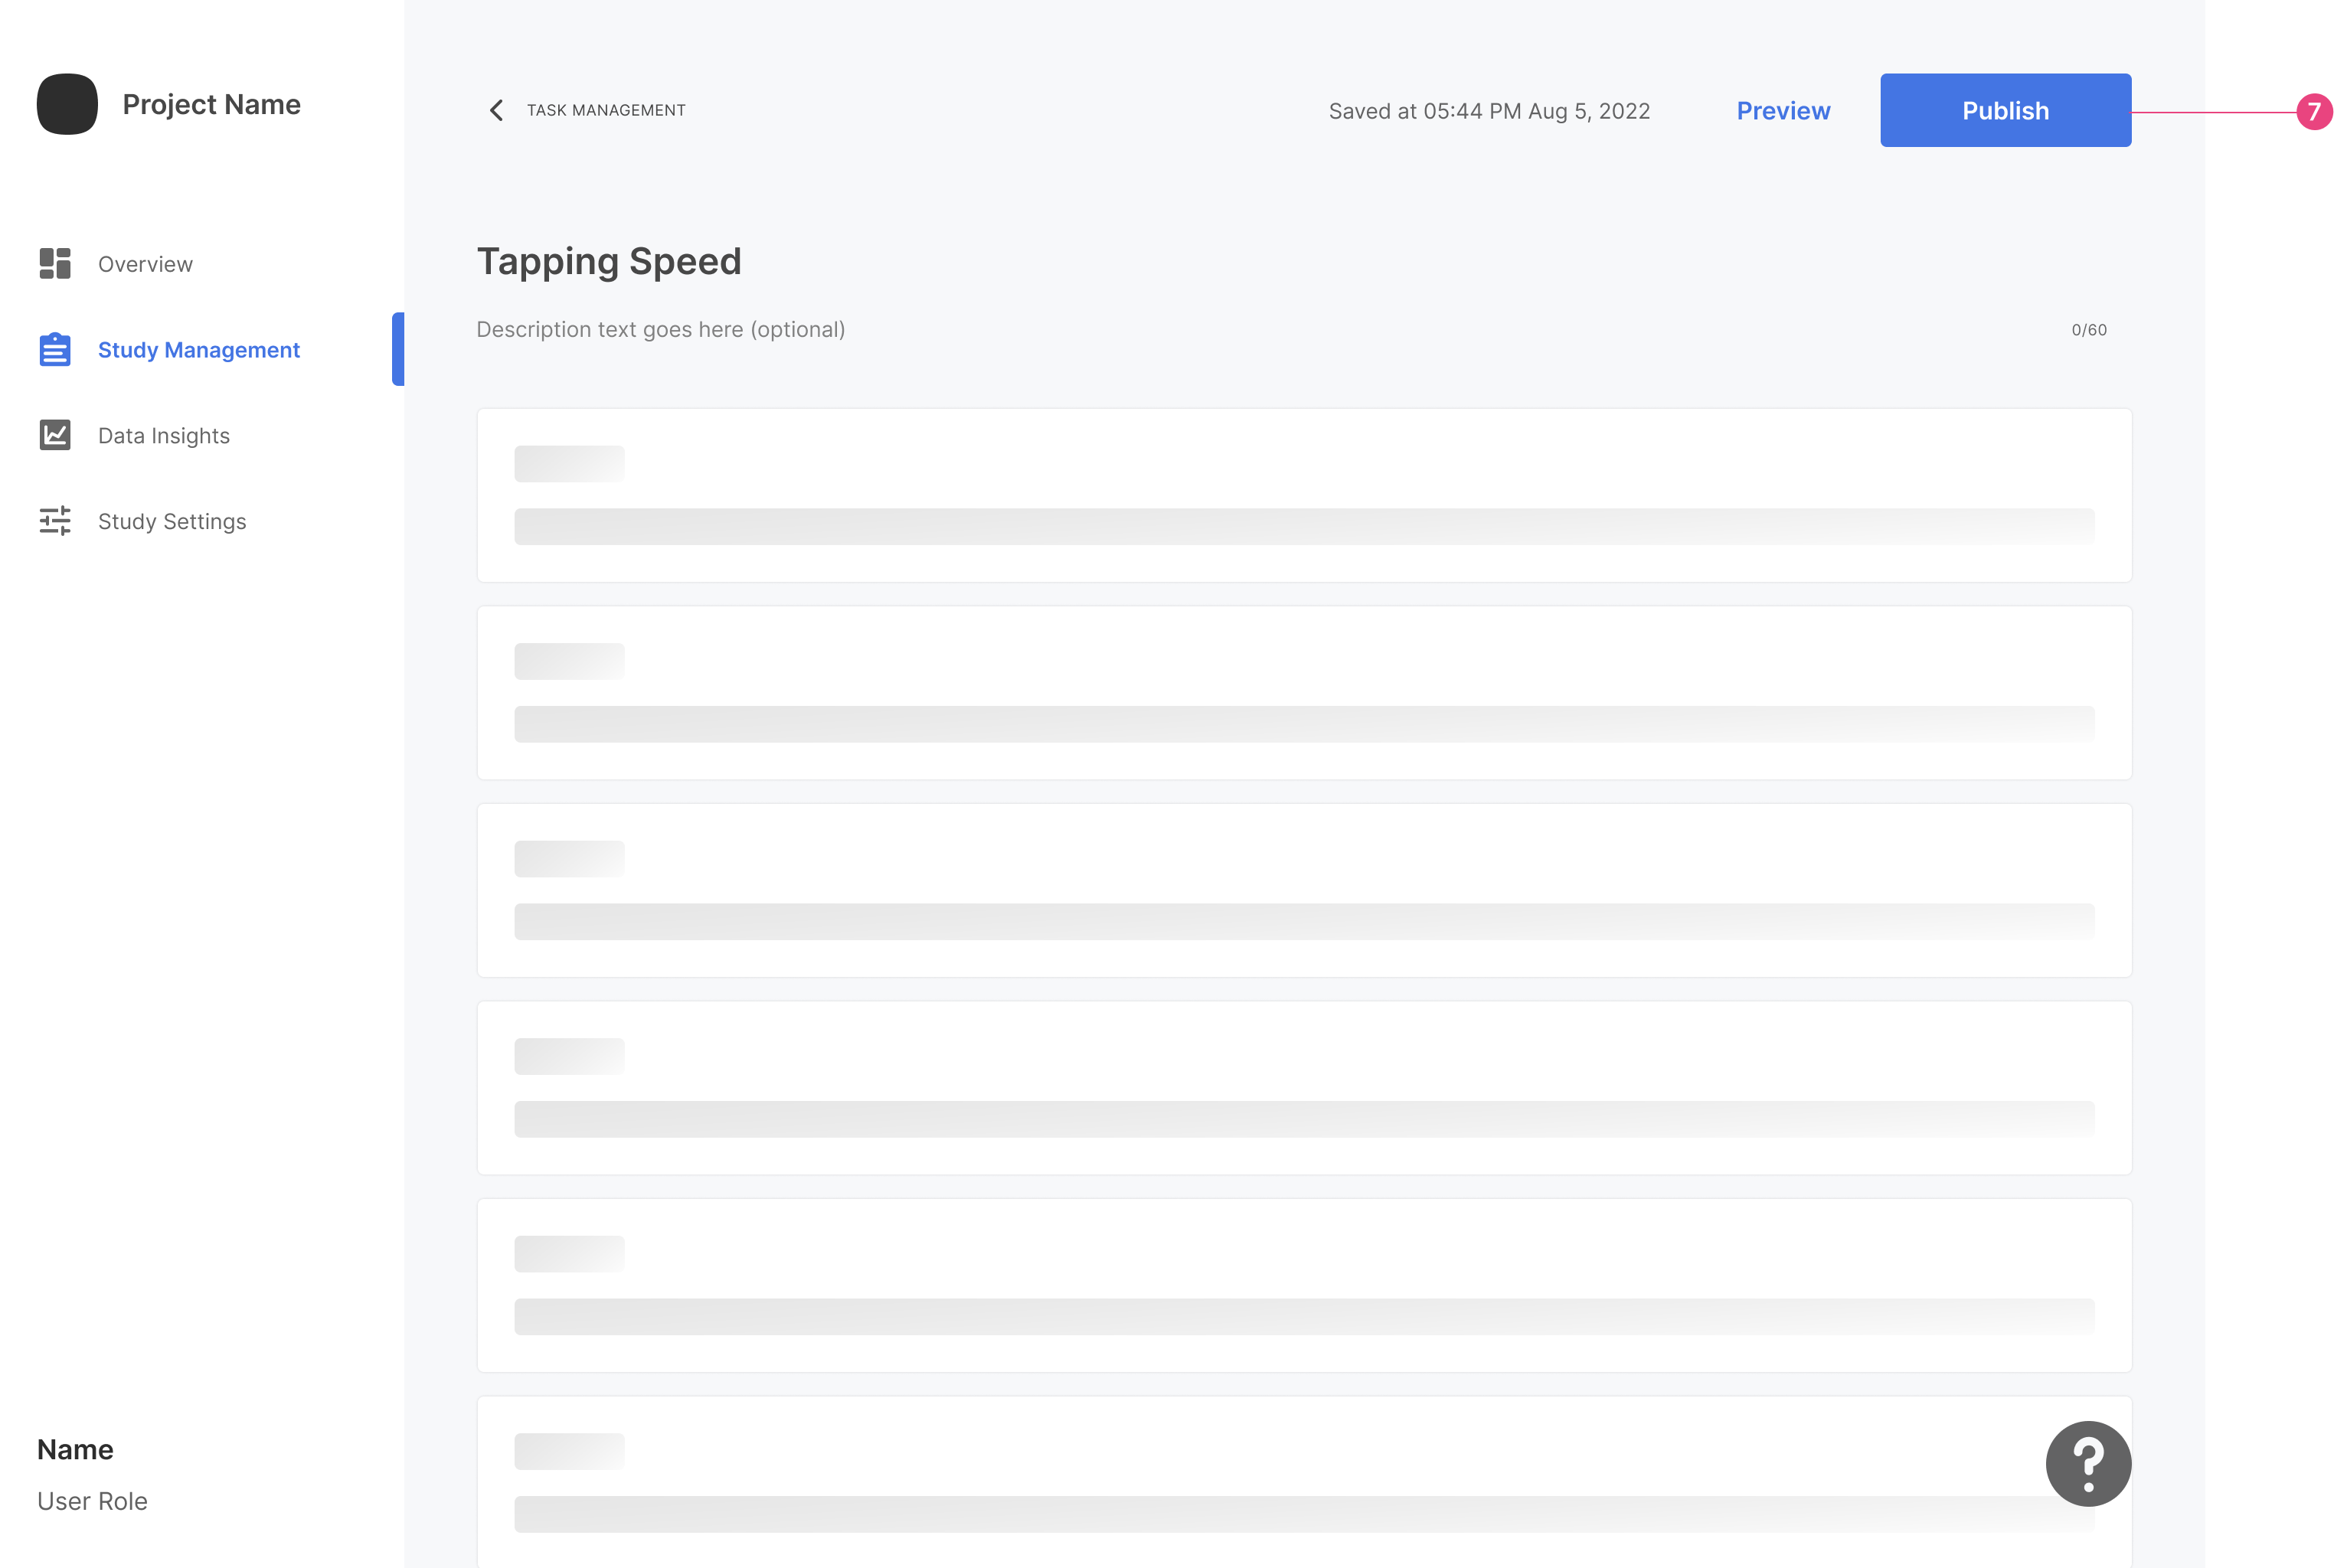 Project Name
Overview
Study Management
Data Insights
Study Settings
Name
User Role
TASK MANAGEMENT
Saved at 05:44 PM Aug 5, 2022
Preview
Publish
7
Tapping Speed
Description text goes here (optional)
0/60
?